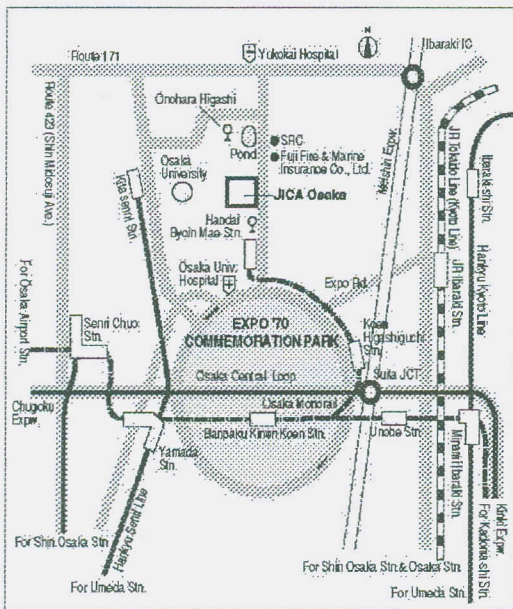 N
Ibaraki IC
Route 171
Yukokai Hospital
Route 423 (Shin Midosuji Ave.)
Onohara Higashi
Pond
SRC
Fuji Fire & Marine
Insurance Co., Ltd.
Osaka
University
JICA Osaka
Kita senri Stn.
Handai
Byoin Mae Stn.
Meishin Expw.
JR Tokaido Line (Kyoto Line)
Ibaraki-shi Stn.
Hankyu Kyoto Line
JR Ibaraki Stn.
Osaka Univ.
Hospital
Expo Rd.
For Osaka Airport Stn.
Senri Chuo
Stn.
EXPO '70
COMMEMORATION PARK
Koen
Higashiguchi
Stn.
Osaka Central Loop
Suita JCT
Chugoku
Expw.
Osaka Monorail
Yamada
Stn.
Banpaku Kinen Koen Stn.
Unobe Stn.
Minami Ibaraki Stn.
For Kadoma-shi Stn.
Kinki Expw.
Hankyu Senri Line
For Shin Osaka Stn.
For Umeda Stn.
For Shin Osaka Stn. & Osaka Stn.
For Umeda Stn.